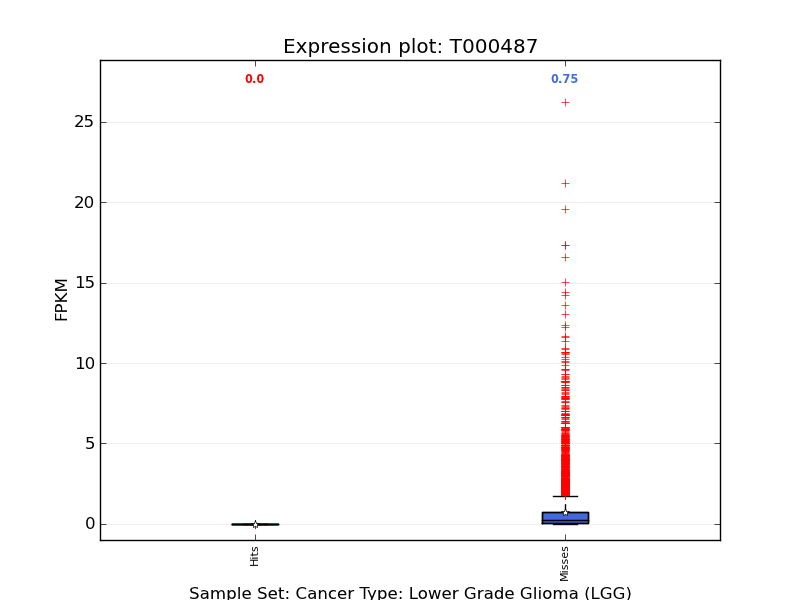 Expression plot: T000487
0.0
0.75
25
20
15
10
5
0
FPKM
Hits
Misses
Sample Set: Cancer Type: Lower Grade Glioma (LGG)